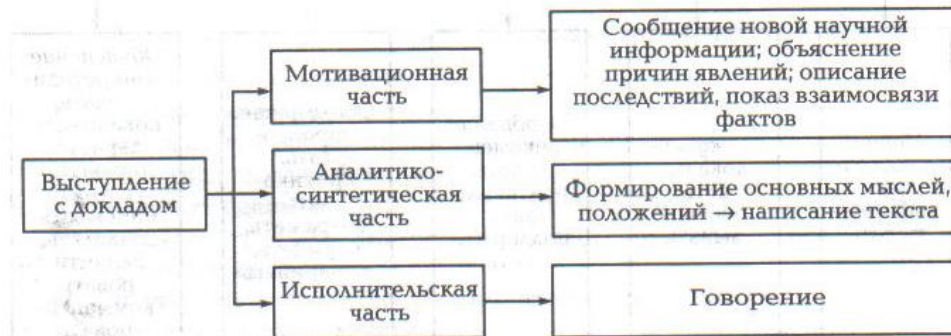 Выступление
с докладом
Мотивационная
часть
Сообщение новой научной
информации; объяснение
причин явлений; описание
последствий, показ взаимосвязи
фактов
Аналитико-
синтетическая
часть
Формирование основных мыслей,
положений → написание текста
Исполнительская
часть
Говорение